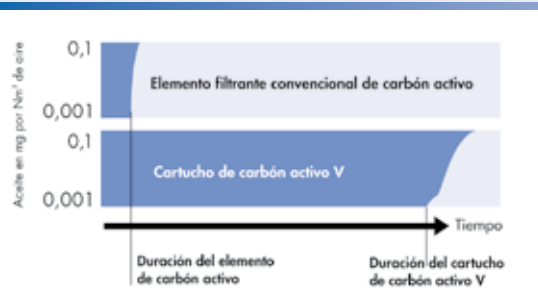 Aceite en mg por Nm³ de aire
0,1
Elemento filtrante convencional de carbón activo
0,001
0,1
Cartucho de carbón activo V
0,001
Tiempo
Duración del elemento
de carbón activo
Duración del cartucho
de carbón activo V